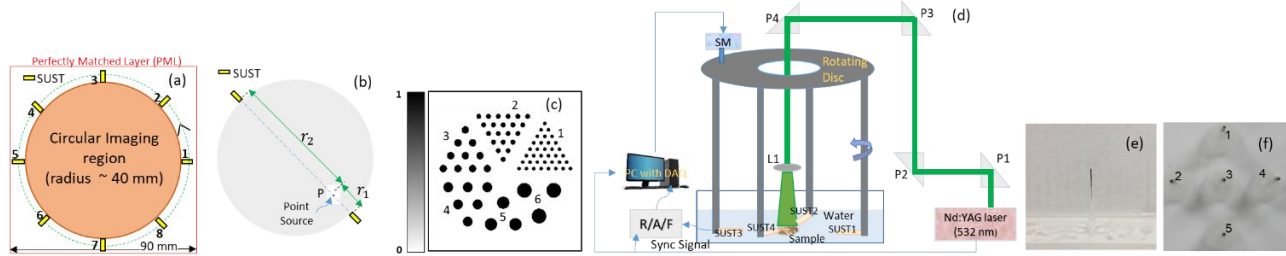 Perfectly Matched Layer (PML)
SUST
(a)
3
2
4
Circular Imaging
region
(radius ~ 40 mm)
5
1
6
7
8
90 mm
SUST
(b)
r₂
r₁
P
Point
Source
1
0
(c)
2
1
3
4
5
6
(d)
P4
P3
SM
Rotating
Disc
L1
P2
P1
PC with DAQ
R/A/F
Sync Signal
SUST2
SUST3
SUST4
SUST1
Water
Sample
Nd:YAG laser
(532 nm)
(e)
(f)
1
2
3
4
5